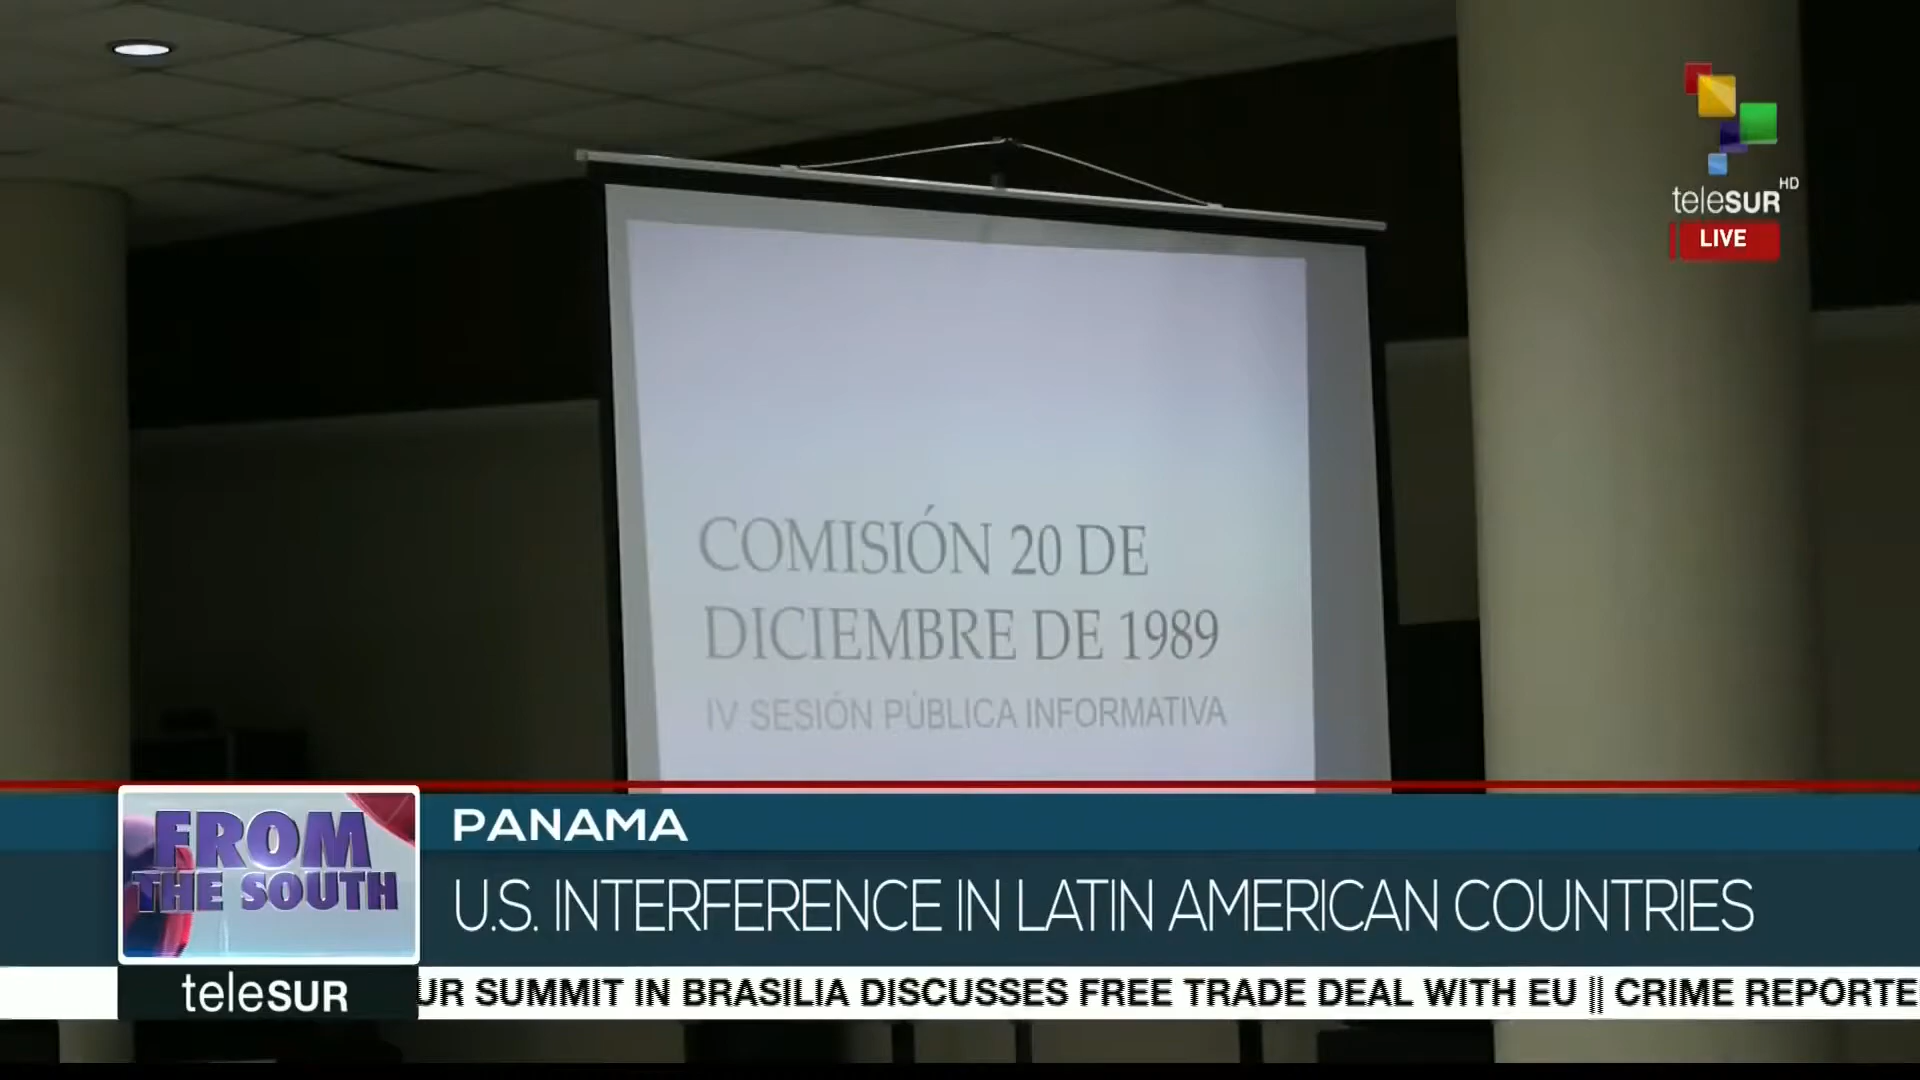 teleSUR HD
LIVE
COMISIÓN 20 DE
DICIEMBRE DE 1989
IV SESIÓN PÚBLICA INFORMATIVA
FROM
THE SOUTH
PANAMA
U.S. INTERFERENCE IN LATIN AMERICAN COUNTRIES
teleSUR
UR SUMMIT IN BRASILIA DISCUSSES FREE TRADE DEAL WITH EU || CRIME REPORTE